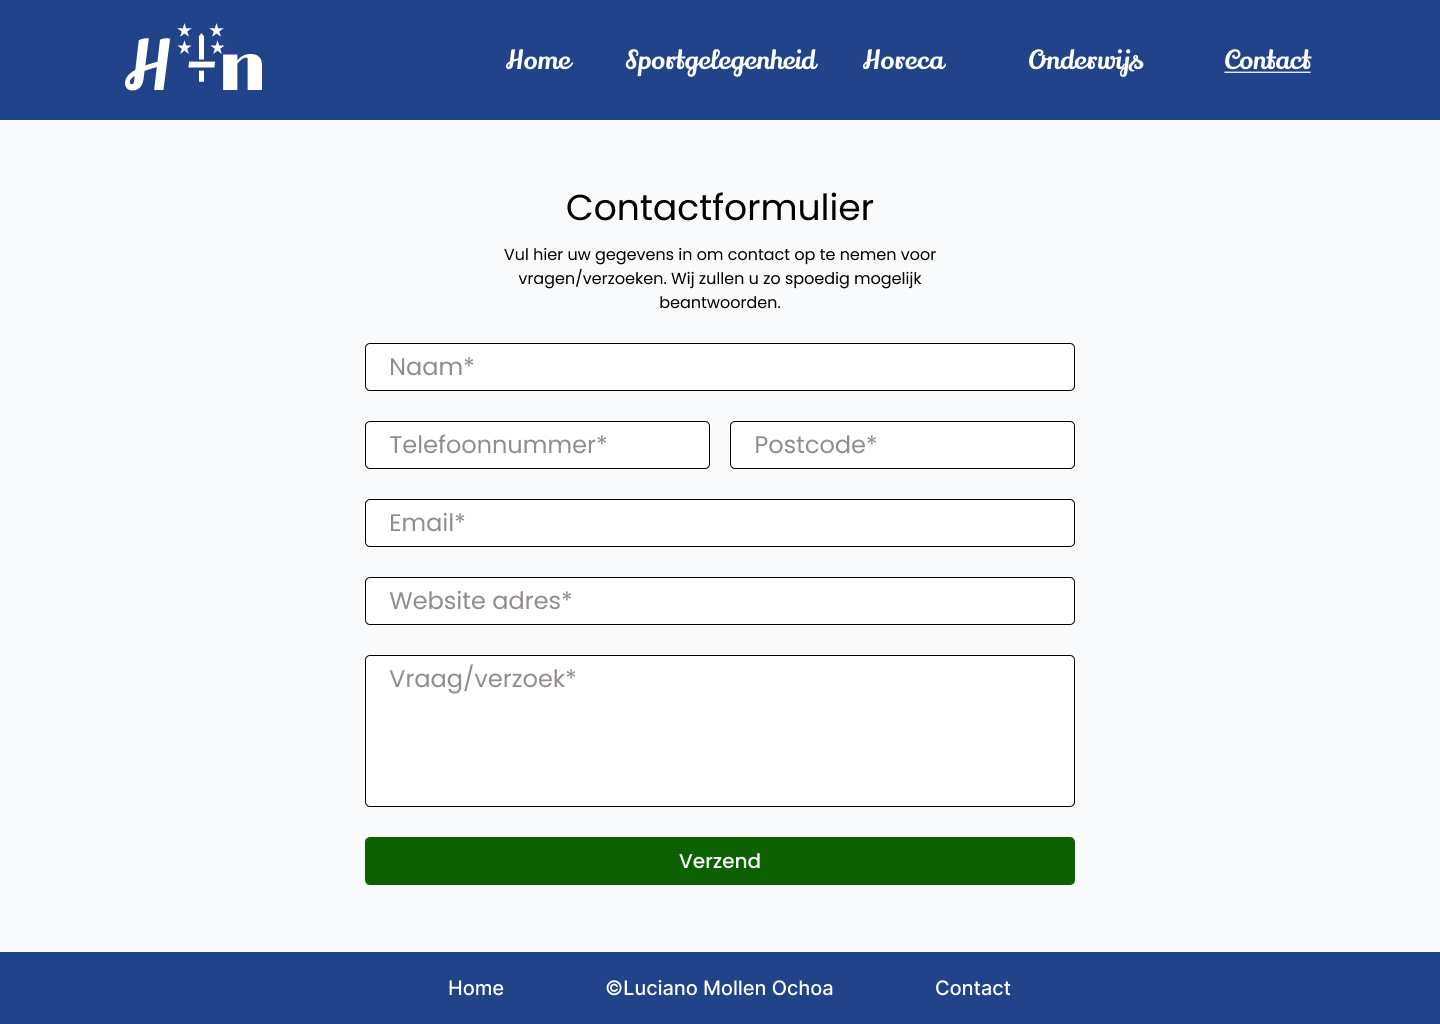 Home Sportgelegenheid Horeca Onderwijs Contact
Contactformulier
Vul hier uw gegevens in om contact op te nemen voor
vragen/verzoeken. Wij zullen u zo spoedig mogelijk
beantwoorden.
Naam*
Telefoonnummer* Postcode*
Email*
Website adres*
Vraag/verzoek*
Verzend
Home ©Luciano Mollen Ochoa Contact